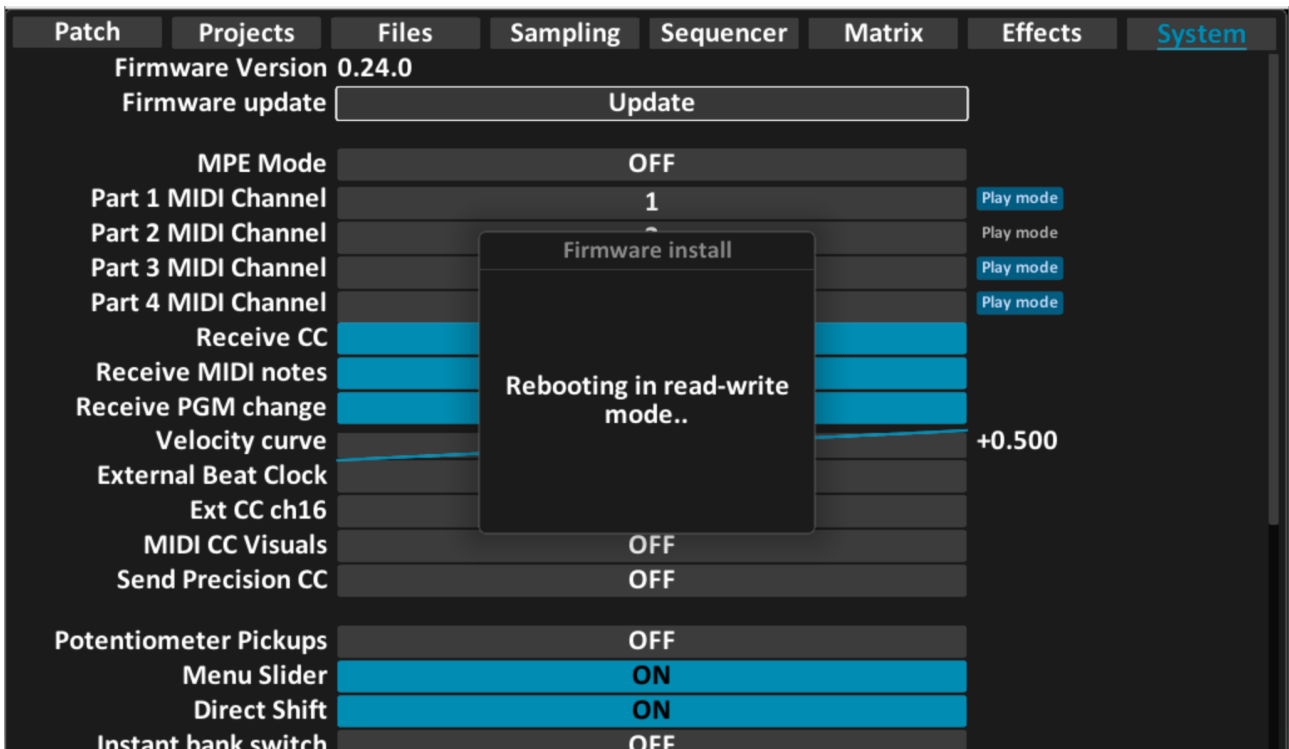 Patch Projects Files Sampling Sequencer Matrix Effects System
Firmware Version 0.24.0
Firmware update Update
MPE Mode OFF
Part 1 MIDI Channel 1 Play mode
Part 2 MIDI Channel Play mode
Firmware install
Part 3 MIDI Channel Play mode
Part 4 MIDI Channel Play mode
Receive CC
Receive MIDI notes
Rebooting in read-write
mode..
Receive PGM change
Velocity curve +0.500
External Beat Clock
Ext CC ch16
MIDI CC Visuals OFF
Send Precision CC OFF
Potentiometer Pickups OFF
Menu Slider ON
Direct Shift ON
Instant bank switch OFF